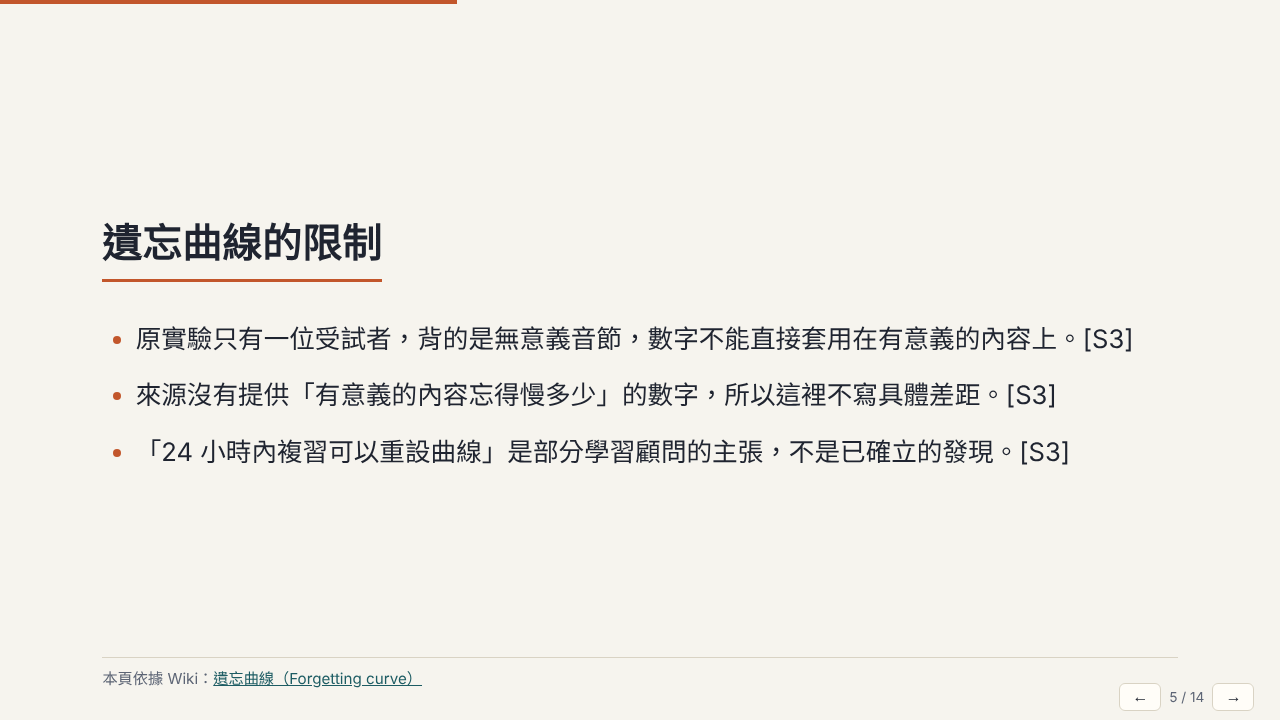 遺忘曲線的限制
原實驗只有一位受試者，背的是無意義音節，數字不能直接套用在有意義的內容上。[S3]
來源沒有提供「有意義的內容忘得慢多少」的數字，所以這裡不寫具體差距。[S3]
「24 小時內複習可以重設曲線」是部分學習顧問的主張，不是已確立的發現。[S3]
本頁依據 Wiki：遺忘曲線（Forgetting curve）
← 5 / 14 →